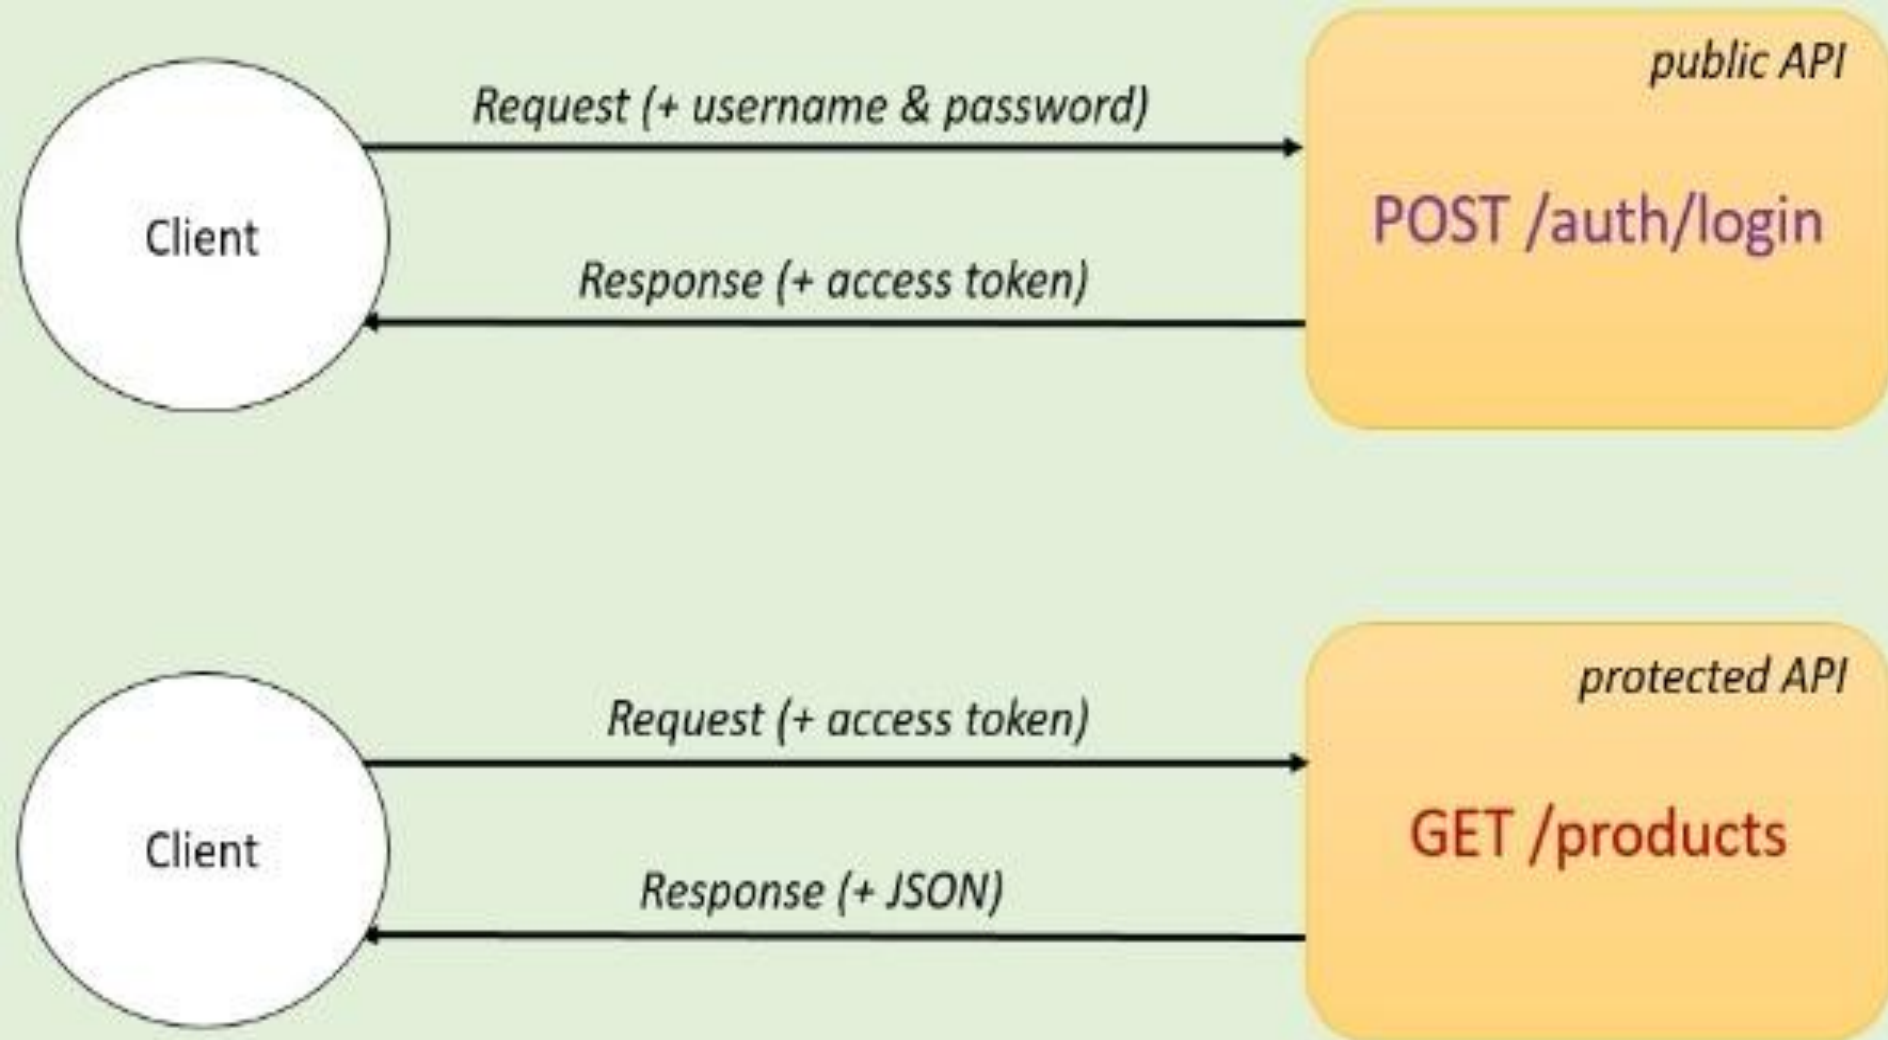 public API
Request (+ username & password)
POST /auth/login
Client
Response (+ access token)
protected API
Request (+ access token)
GET /products
Client
Response (+ JSON)